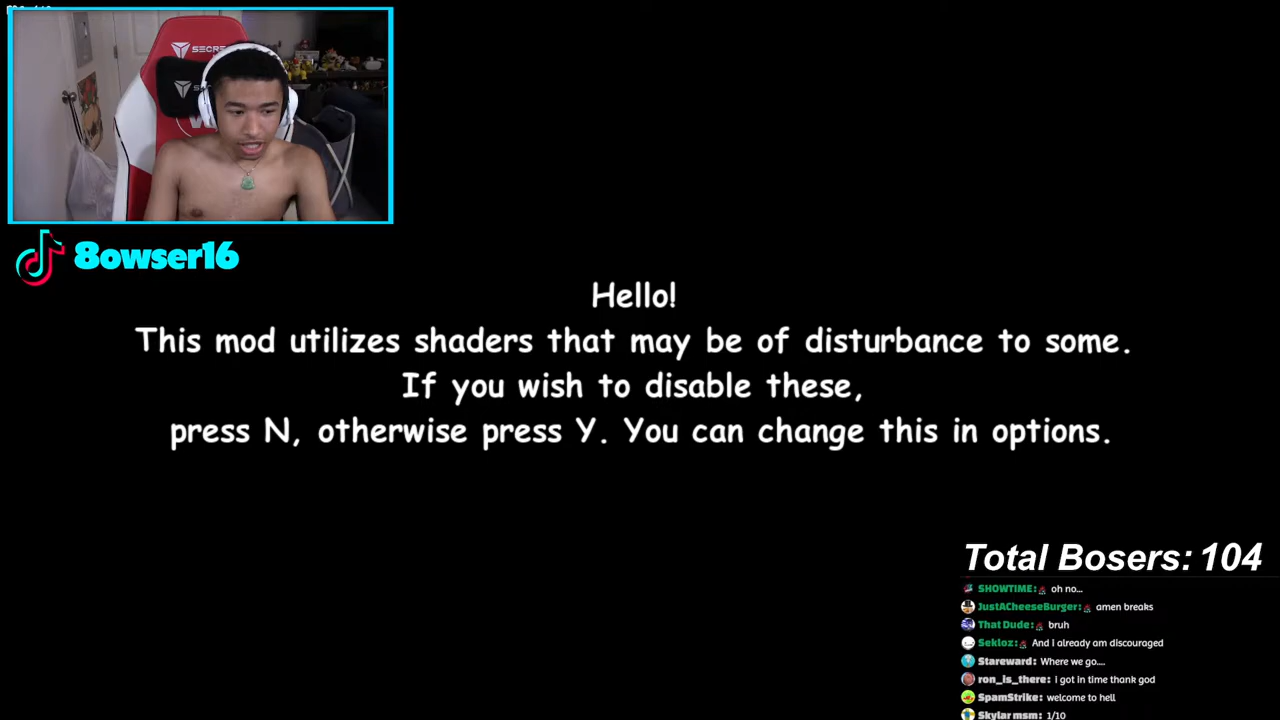 SECRE
8owser16
Hello!
This mod utilizes shaders that may be of disturbance to some.
If you wish to disable these,
press N, otherwise press Y. You can change this in options.
Total Bosers: 104
SHOWTIME: oh no...
JustACheeseBurger: amen breaks
That Dude: bruh
Sekloz: And i already am discouraged
Stareward: Where we go....
ron_is_there: i got in time thank god
SpamStrike: welcome to hell
Skylar msm: 1/10